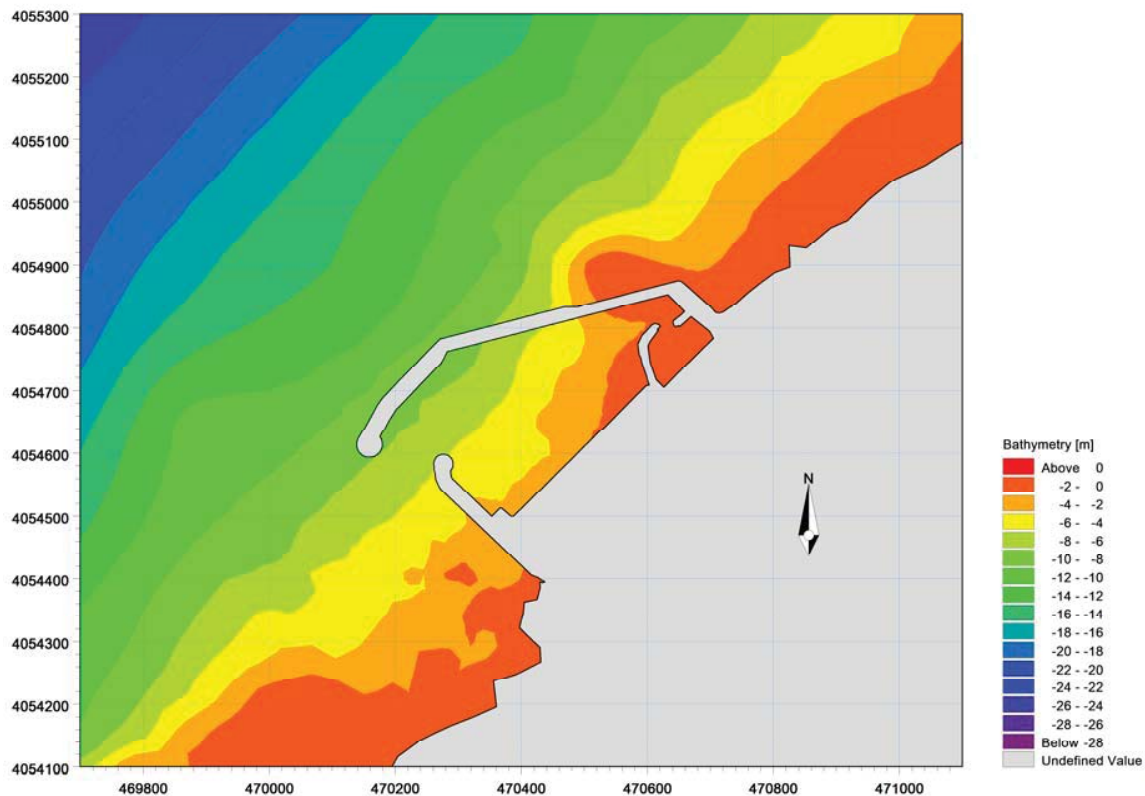 4055300
4055200
4055100
4055000
4054900
4054800
4054700
4054600
4054500
4054400
4054300
4054200
4054100
469800 470000 470200 470400 470600 470800 471000
N
Bathymetry [m]
Above 0
-2 - 0
-4 - -2
-6 - -4
-8 - -6
-10 - -8
-12 - -10
-14 - -12
-16 - -14
-18 - -16
-20 - -18
-22 - -20
-24 - -22
-26 - -24
-28 - -26
Below -28
Undefined Value